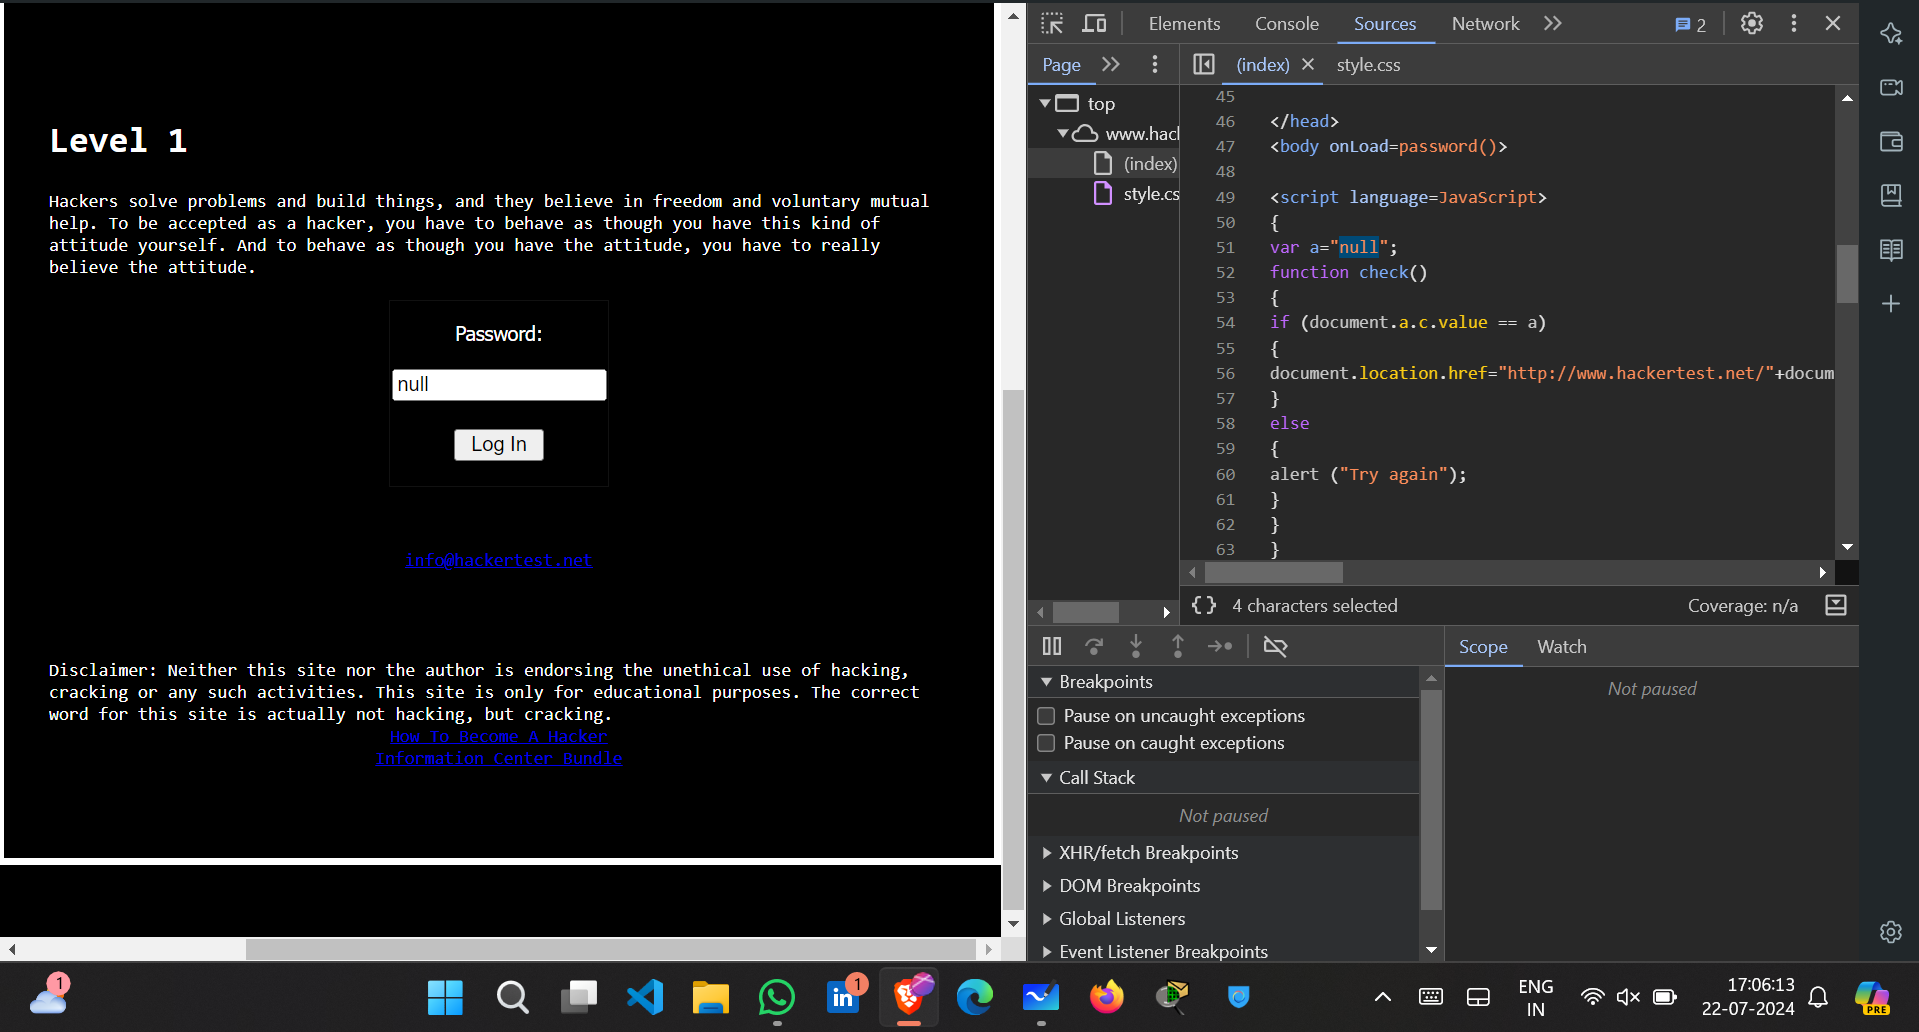 Level 1
Hackers solve problems and build things, and they believe in freedom and voluntary mutual
help. To be accepted as a hacker, you have to behave as though you have this kind of
attitude yourself. And to behave as though you have the attitude, you have to really
believe the attitude.
Password:
null
Log In
info@hackertest.net
Disclaimer: Neither this site nor the author is endorsing the unethical use of hacking,
cracking or any such activities. This site is only for educational purposes. The correct
word for this site is actually not hacking, but cracking.
How To Become A Hacker
Information Center Bundle
Elements Console Sources Network 2
Page
(index) style.css
top
www.hacl
(index)
style.cs
45
46 </head>
47 <body onLoad=password()>
48
49 <script language=JavaScript>
50 {
51 var a="null";
52 function check()
53 {
54 if (document.a.c.value == a)
55 {
56 document.location.href="http://www.hackertest.net/"+docum
57 }
58 else
59 {
60 alert ("Try again");
61 }
62 }
63 }
{} 4 characters selected Coverage: n/a
Scope Watch
Breakpoints
Not paused
Pause on uncaught exceptions
Pause on caught exceptions
Call Stack
Not paused
XHR/fetch Breakpoints
DOM Breakpoints
Global Listeners
Event Listener Breakpoints
1
1
in
ENG
IN
17:06:13
22-07-2024
PRE